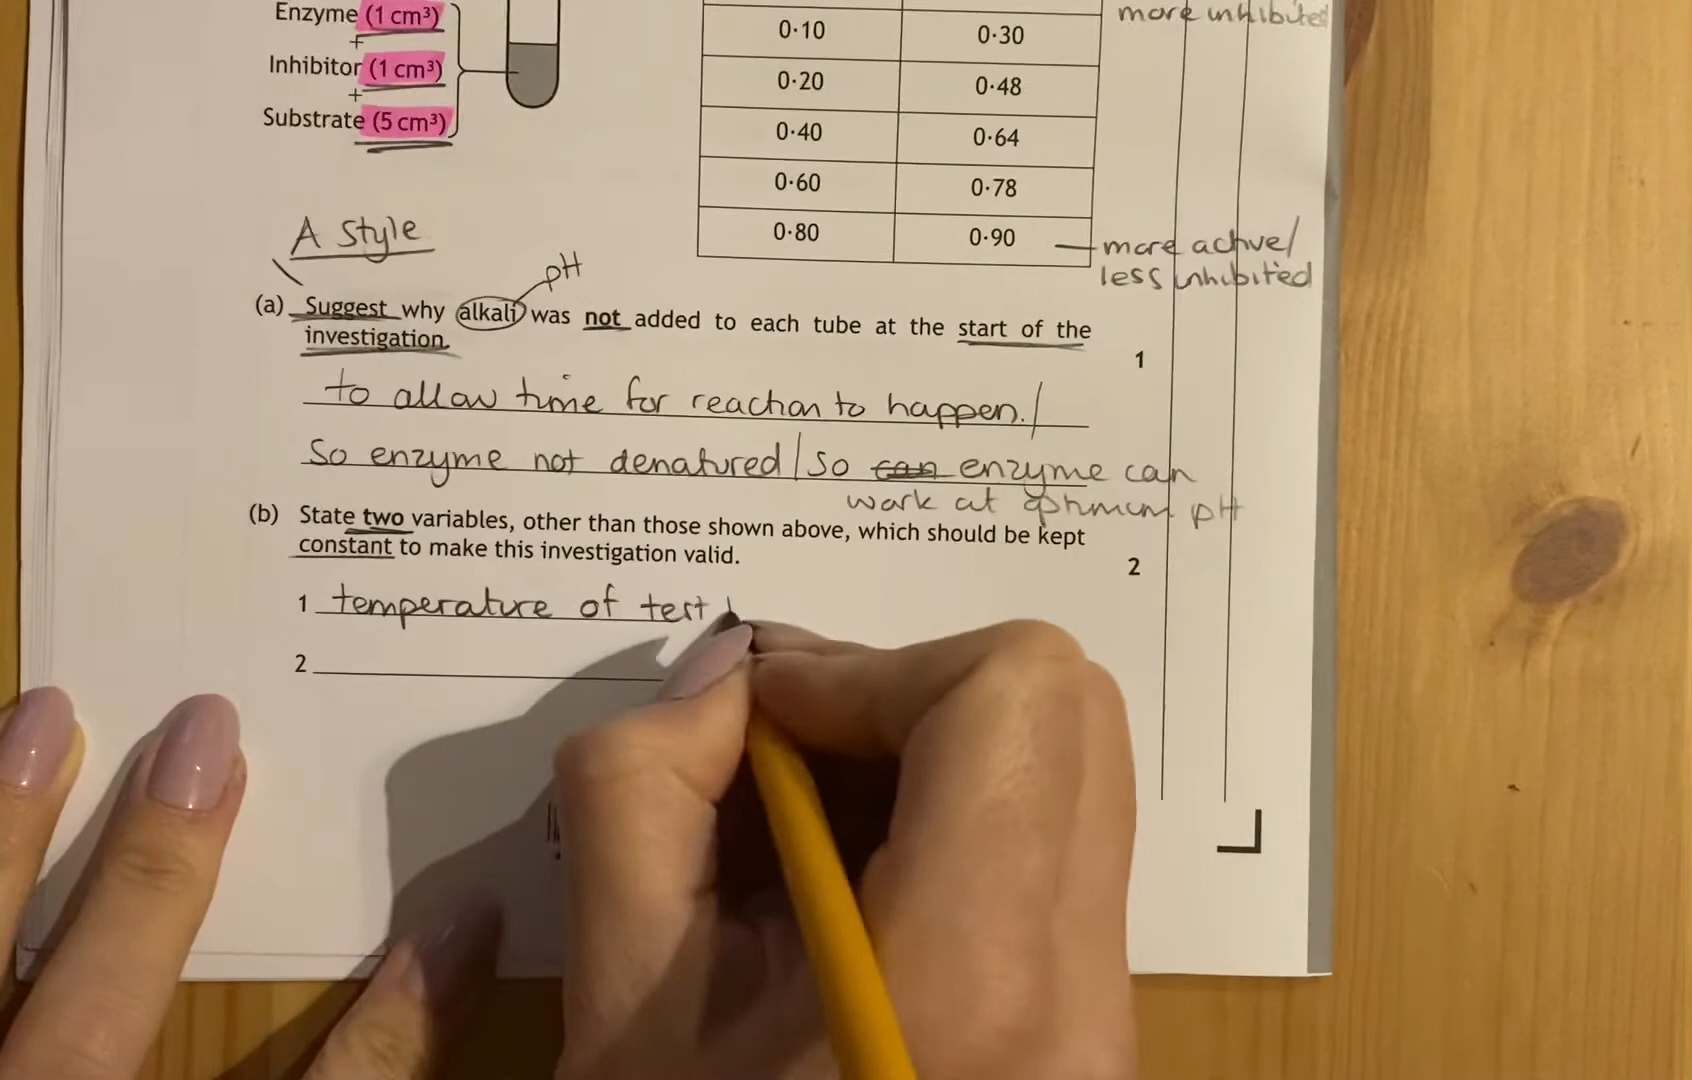 Enzyme (1 cm³)
+
Inhibitor (1 cm³)
+
Substrate (5 cm³)
more inhibited
0·10 0·30
0·20 0·48
0·40 0·64
0·60 0·78
0·80 0·90
more active/
less inhibited
A Style
pH
(a) Suggest why alkali was not added to each tube at the start of the
investigation. 1
to allow time for reaction to happen./
So enzyme not denatured/so can enzyme can
work at optimum pH
(b) State two variables, other than those shown above, which should be kept
constant to make this investigation valid. 2
1 temperature of test
2